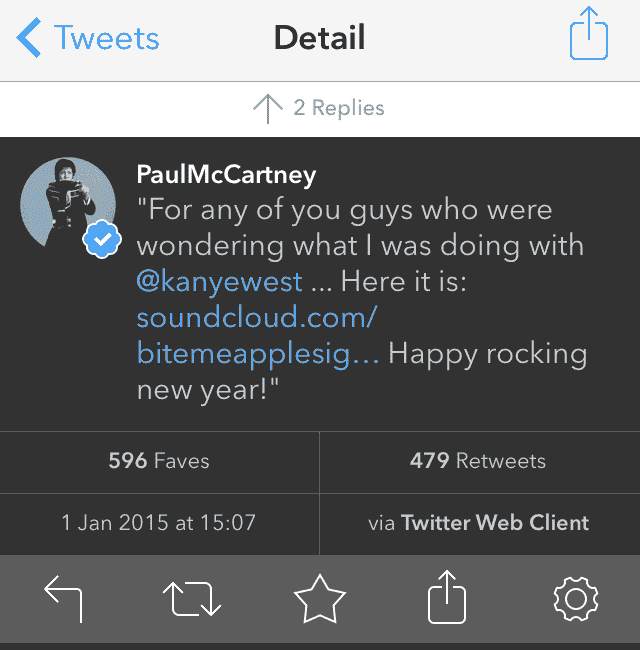 Tweets
Detail
2 Replies
PaulMcCartney
"For any of you guys who were
wondering what I was doing with
@kanyewest ... Here it is:
soundcloud.com/
bitemeapplesig... Happy rocking
new year!"
596 Faves
479 Retweets
1 Jan 2015 at 15:07
via Twitter Web Client